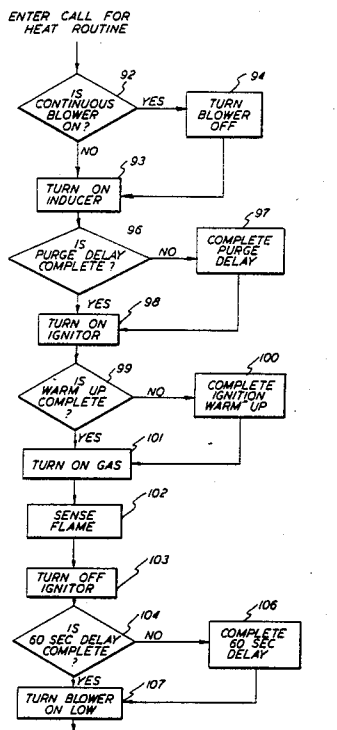 ENTER CALL FOR
HEAT ROUTINE
92
IS
CONTINUOUS
BLOWER
ON?
YES
94
TURN
BLOWER
OFF
NO
93
TURN ON
INDUCER
96
IS
PURGE DELAY
COMPLETE?
NO
97
COMPLETE
PURGE
DELAY
YES
98
TURN ON
IGNITOR
99
IS
WARM UP
COMPLETE
?
NO
100
COMPLETE
IGNITION
WARM UP
YES
101
TURN ON GAS
102
SENSE
FLAME
103
TURN OFF
IGNITOR
104
IS
60 SEC DELAY
COMPLETE
?
NO
106
COMPLETE
60 SEC
DELAY
YES
107
TURN BLOWER
ON LOW